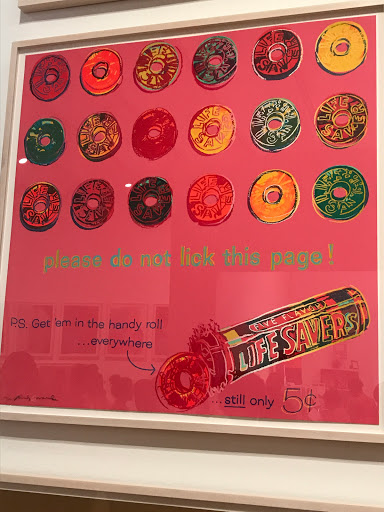 please do not lick this page!
P.S. Get 'em in the handy roll
...everywhere
FIVE FLAVOR
LIFE SAVERS
...still only 5¢